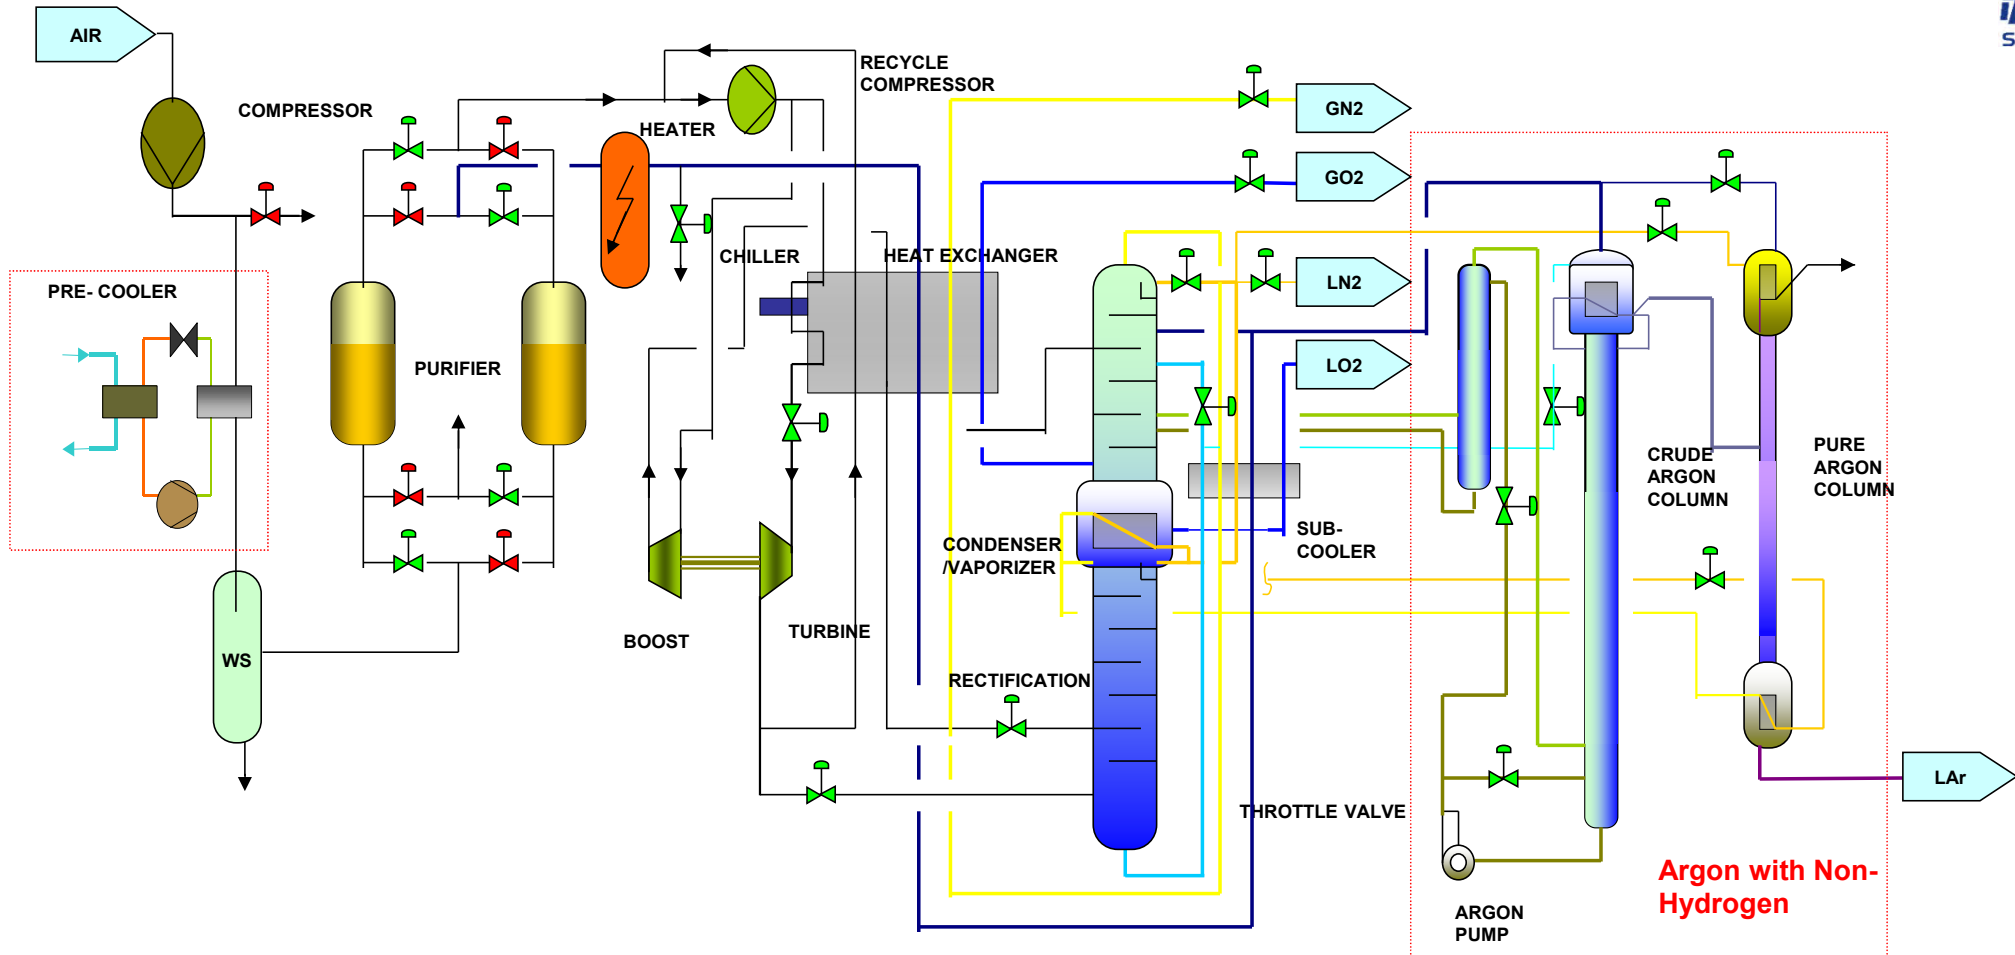 AIR
RECYCLE
COMPRESSOR
COMPRESSOR
GN2
HEATER
GO2
CHILLER
HEAT EXCHANGER
LN2
PRE- COOLER
PURIFIER
LO2
CRUDE
ARGON
COLUMN
PURE
ARGON
COLUMN
SUB-
COOLER
CONDENSER
/VAPORIZER
BOOST
TURBINE
WS
RECTIFICATION
LAr
THROTTLE VALVE
Argon with Non-
Hydrogen
ARGON
PUMP